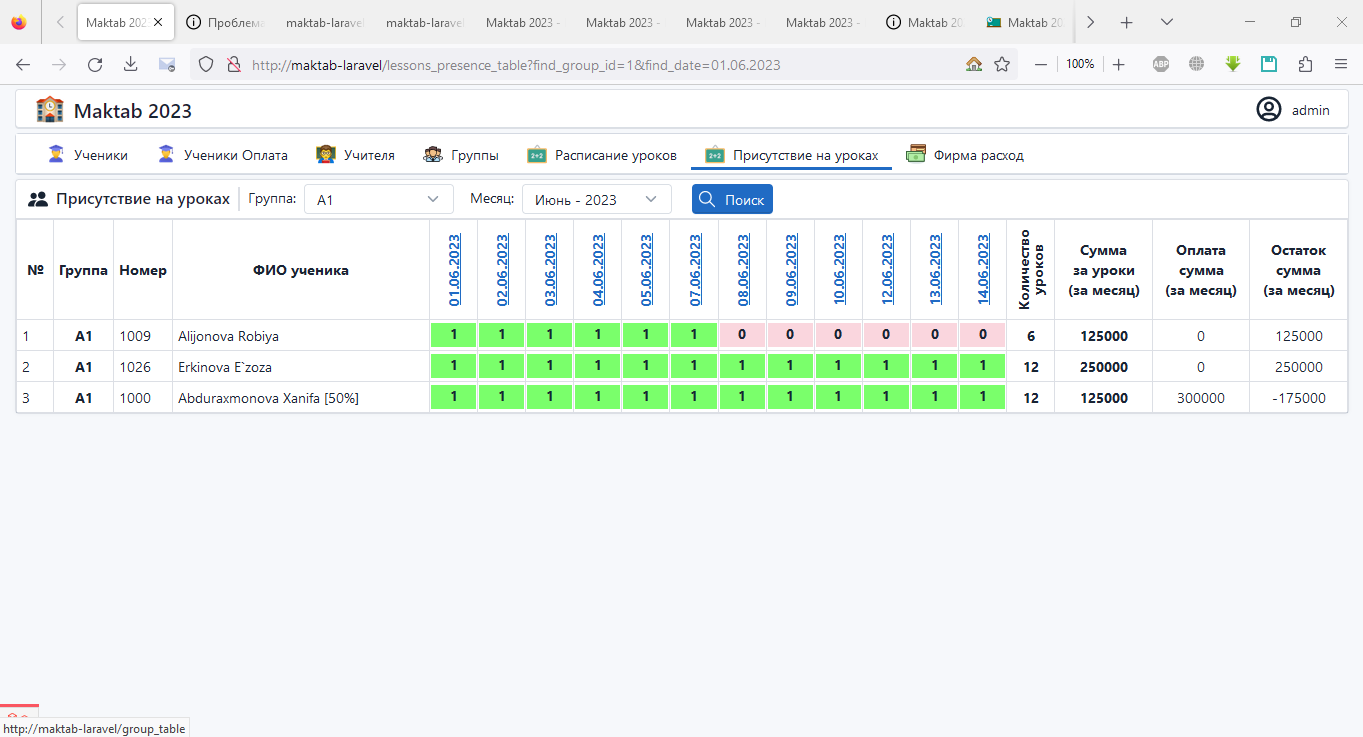 Maktab 2023 Проблема maktab-laravel maktab-laravel Maktab 2023 - Maktab 2023 - Maktab 2023 - Maktab 2023 - Maktab 20 Maktab 20
http://maktab-laravel/lessons_presence_table?find_group_id=1&find_date=01.06.2023 100% ABP
Maktab 2023 admin
Ученики Ученики Оплата Учителя Группы 2+2 Расписание уроков 2+2 Присутствие на уроках Фирма расход
Присутствие на уроках Группа: A1 Месяц: Июнь - 2023 Поиск
№ Группа Номер ФИО ученика 01.06.2023 02.06.2023 03.06.2023 04.06.2023 05.06.2023 07.06.2023 08.06.2023 09.06.2023 10.06.2023 12.06.2023 13.06.2023 14.06.2023 Количество уроков Сумма за уроки (за месяц) Оплата сумма (за месяц) Остаток сумма (за месяц)
1 A1 1009 Alijonova Robiya 1 1 1 1 1 1 0 0 0 0 0 0 6 125000 0 125000
2 A1 1026 Erkinova E`zoza 1 1 1 1 1 1 1 1 1 1 1 1 12 250000 0 250000
3 A1 1000 Abduraxmonova Xanifa [50%] 1 1 1 1 1 1 1 1 1 1 1 1 12 125000 300000 -175000
http://maktab-laravel/group_table